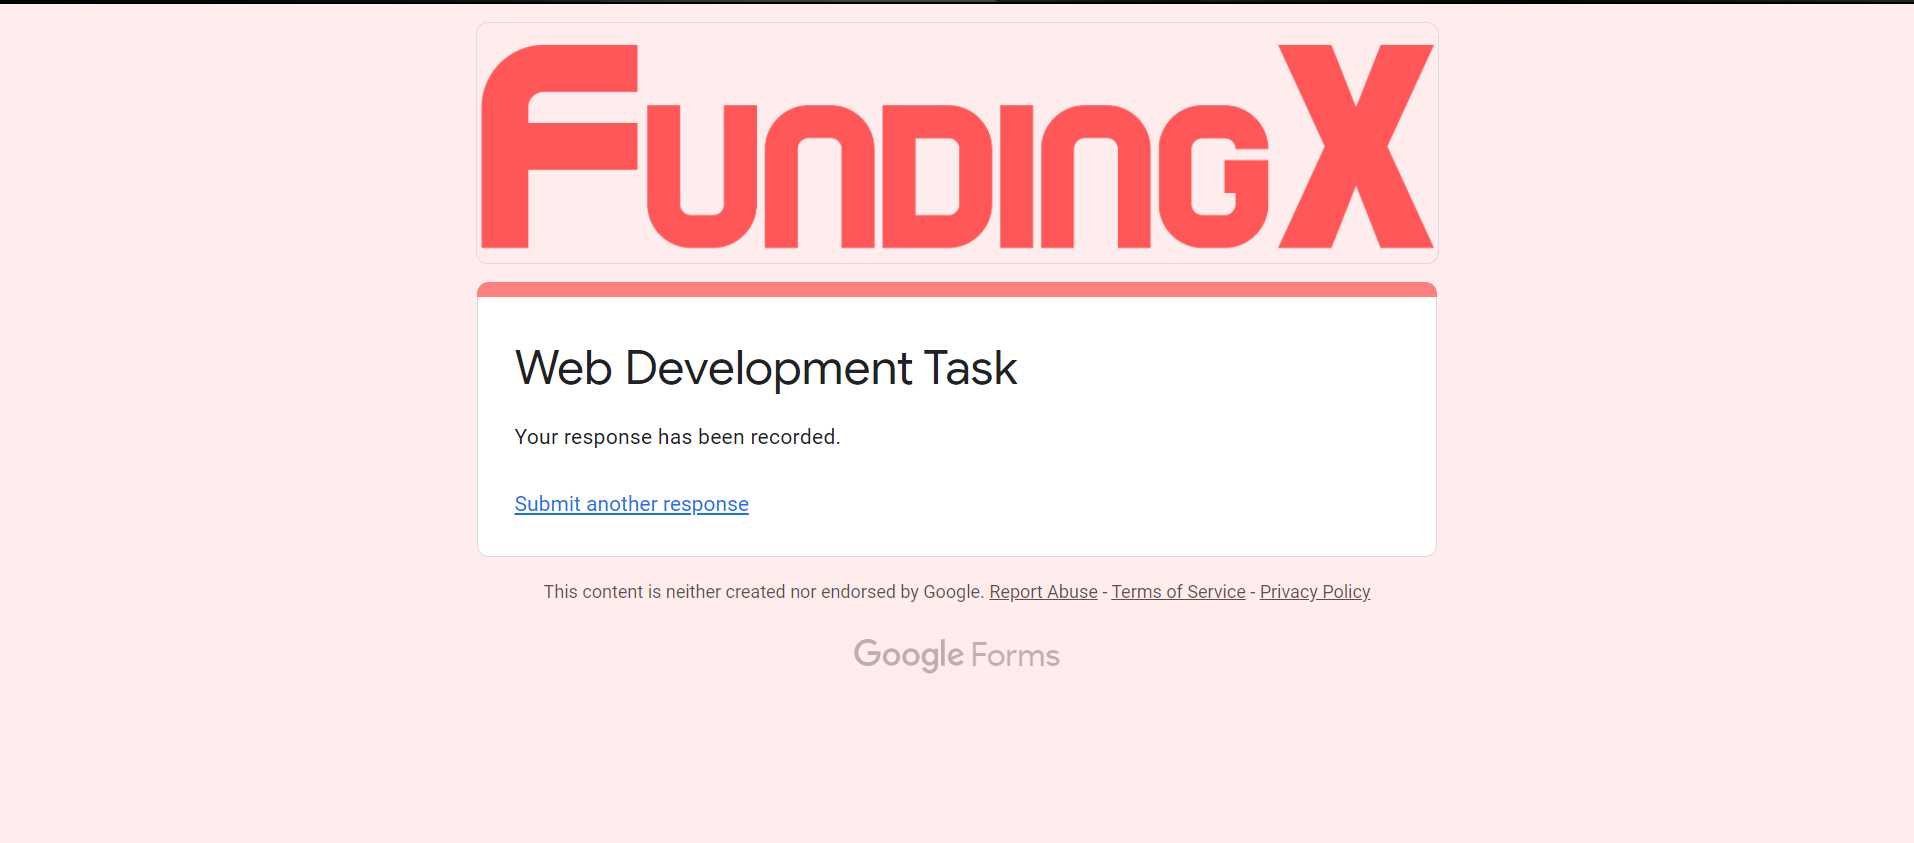 FundingX
Web Development Task
Your response has been recorded.
Submit another response
This content is neither created nor endorsed by Google. Report Abuse - Terms of Service - Privacy Policy
Google Forms